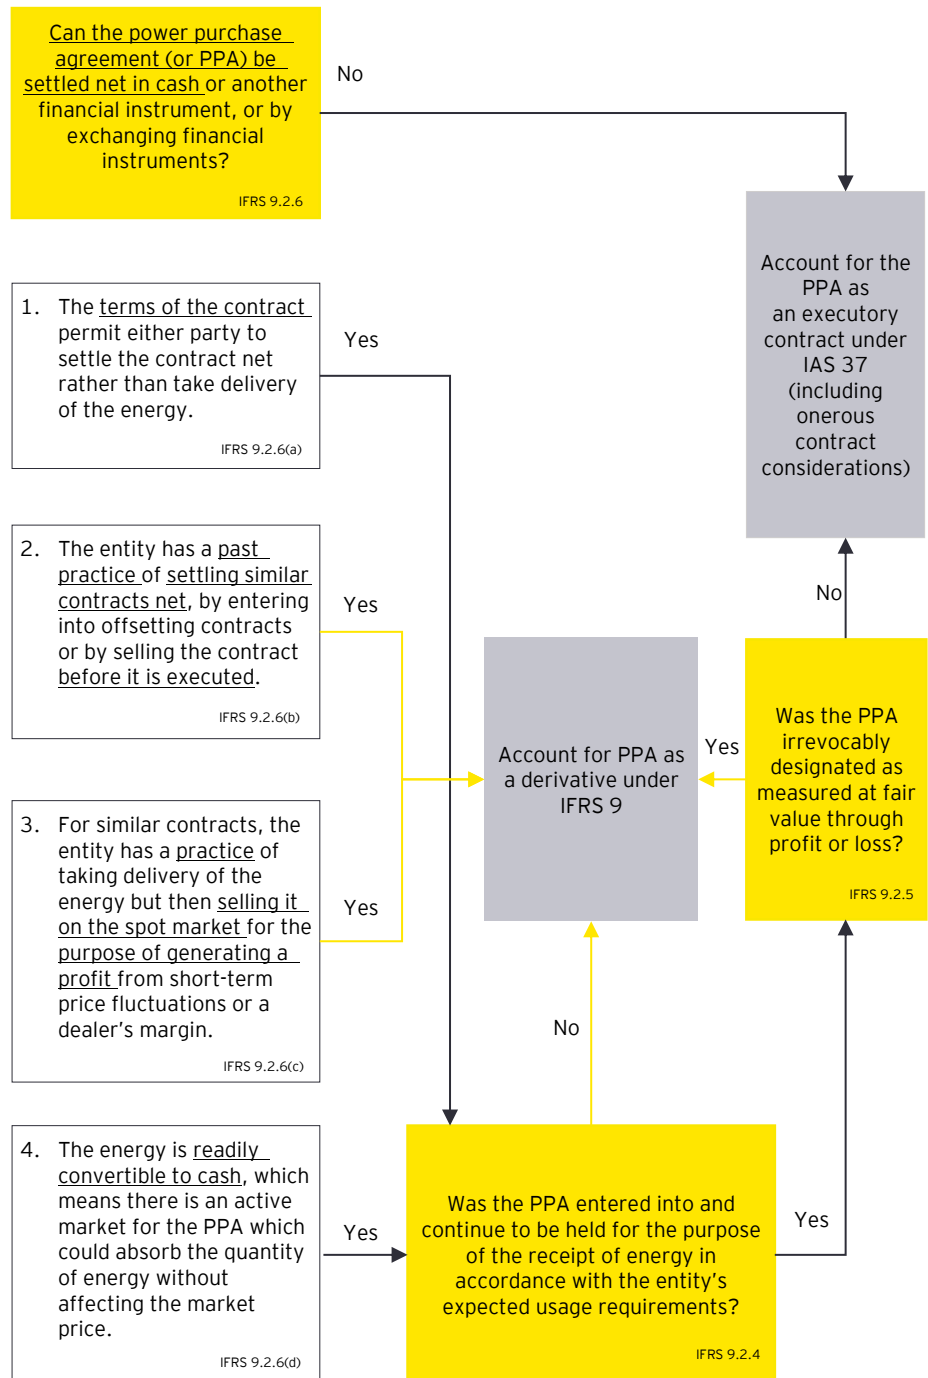 Can the power purchase
agreement (or PPA) be
settled net in cash or another
financial instrument, or by
exchanging financial
instruments?
IFRS 9.2.6
No
Account for the
PPA as
an executory
contract under
IAS 37
(including
onerous
contract
considerations)
1. The terms of the contract
permit either party to
settle the contract net
rather than take delivery
of the energy.
IFRS 9.2.6(a)
Yes
2. The entity has a past
practice of settling similar
contracts net, by entering
into offsetting contracts
or by selling the contract
before it is executed.
IFRS 9.2.6(b)
Yes
No
Account for PPA as
a derivative under
IFRS 9
Yes
Was the PPA
irrevocably
designated as
measured at fair
value through
profit or loss?
IFRS 9.2.5
3. For similar contracts, the
entity has a practice of
taking delivery of the
energy but then selling it
on the spot market for the
purpose of generating a
profit from short-term
price fluctuations or a
dealer's margin.
IFRS 9.2.6(c)
Yes
No
4. The energy is readily
convertible to cash, which
means there is an active
market for the PPA which
could absorb the quantity
of energy without
affecting the market
price.
IFRS 9.2.6(d)
Yes
Was the PPA entered into and
continue to be held for the purpose
of the receipt of energy in
accordance with the entity's
expected usage requirements?
IFRS 9.2.4
Yes